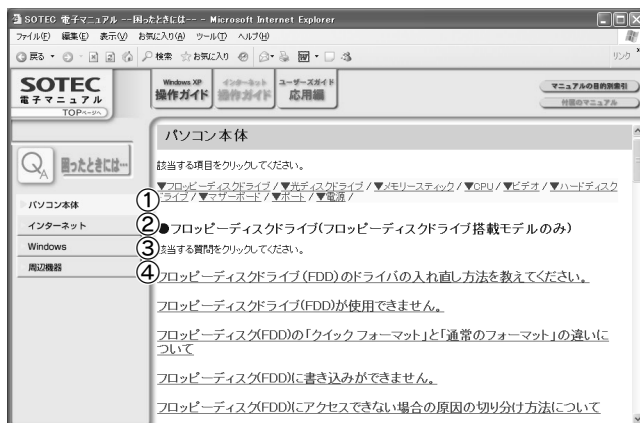 SOTEC 電子マニュアル --困ったときには-- - Microsoft Internet Explorer
ファイル(F) 編集(E) 表示(V) お気に入り(A) ツール(T) ヘルプ(H)
戻る 検索 お気に入り リンク
SOTEC
電子マニュアル
TOPページへ
Windows XP
操作ガイド
インターネット
操作ガイド
ユーザーズガイド
応用編
マニュアルの目的別索引
付属のマニュアル
Q A 困ったときには…
パソコン本体 ①
インターネット ②
Windows ③
周辺機器 ④
パソコン本体
該当する項目をクリックしてください。
▼フロッピーディスクドライブ / ▼光ディスクドライブ / ▼メモリースティック / ▼CPU / ▼ビデオ / ▼ハードディスク
ドライブ / ▼マザーボード / ▼ポート / ▼電源 /
●フロッピーディスクドライブ(フロッピーディスクドライブ搭載モデルのみ)
該当する質問をクリックしてください。
フロッピーディスクドライブ(FDD)のドライバの入れ直し方法を教えてください。
フロッピーディスクドライブ(FDD)が使用できません。
フロッピーディスク(FDD)の「クイック フォーマット」と「通常のフォーマット」の違いに
ついて
フロッピーディスク(FDD)に書き込みができません。
フロッピーディスク(FDD)にアクセスできない場合の原因の切り分け方法について